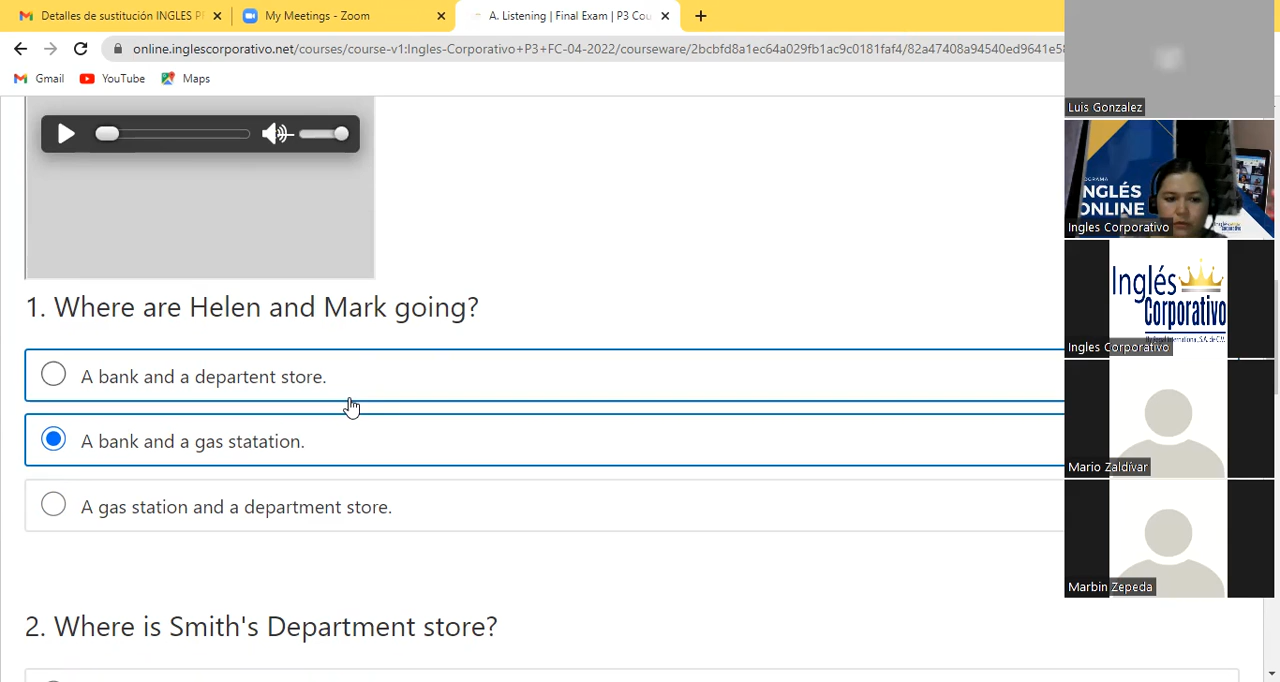 Detalles de sustitución INGLES P
My Meetings - Zoom
A. Listening | Final Exam | P3 Cou
online.inglescorporativo.net/courses/course-v1:Ingles-Corporativo+P3+FC-04-2022/courseware/2bcbfd8a1ec64a029fb1ac9c0181faf4/82a47408a94540ed9641e58
Gmail
YouTube
Maps
Luis Gonzalez
INGLÉS
ONLINE
Ingles Corporativo
Inglés
Corporativo
Ingles Corporativo
Mario Zaldívar
Marbin Zepeda
1. Where are Helen and Mark going?
A bank and a departent store.
A bank and a gas statation.
A gas station and a department store.
2. Where is Smith's Department store?